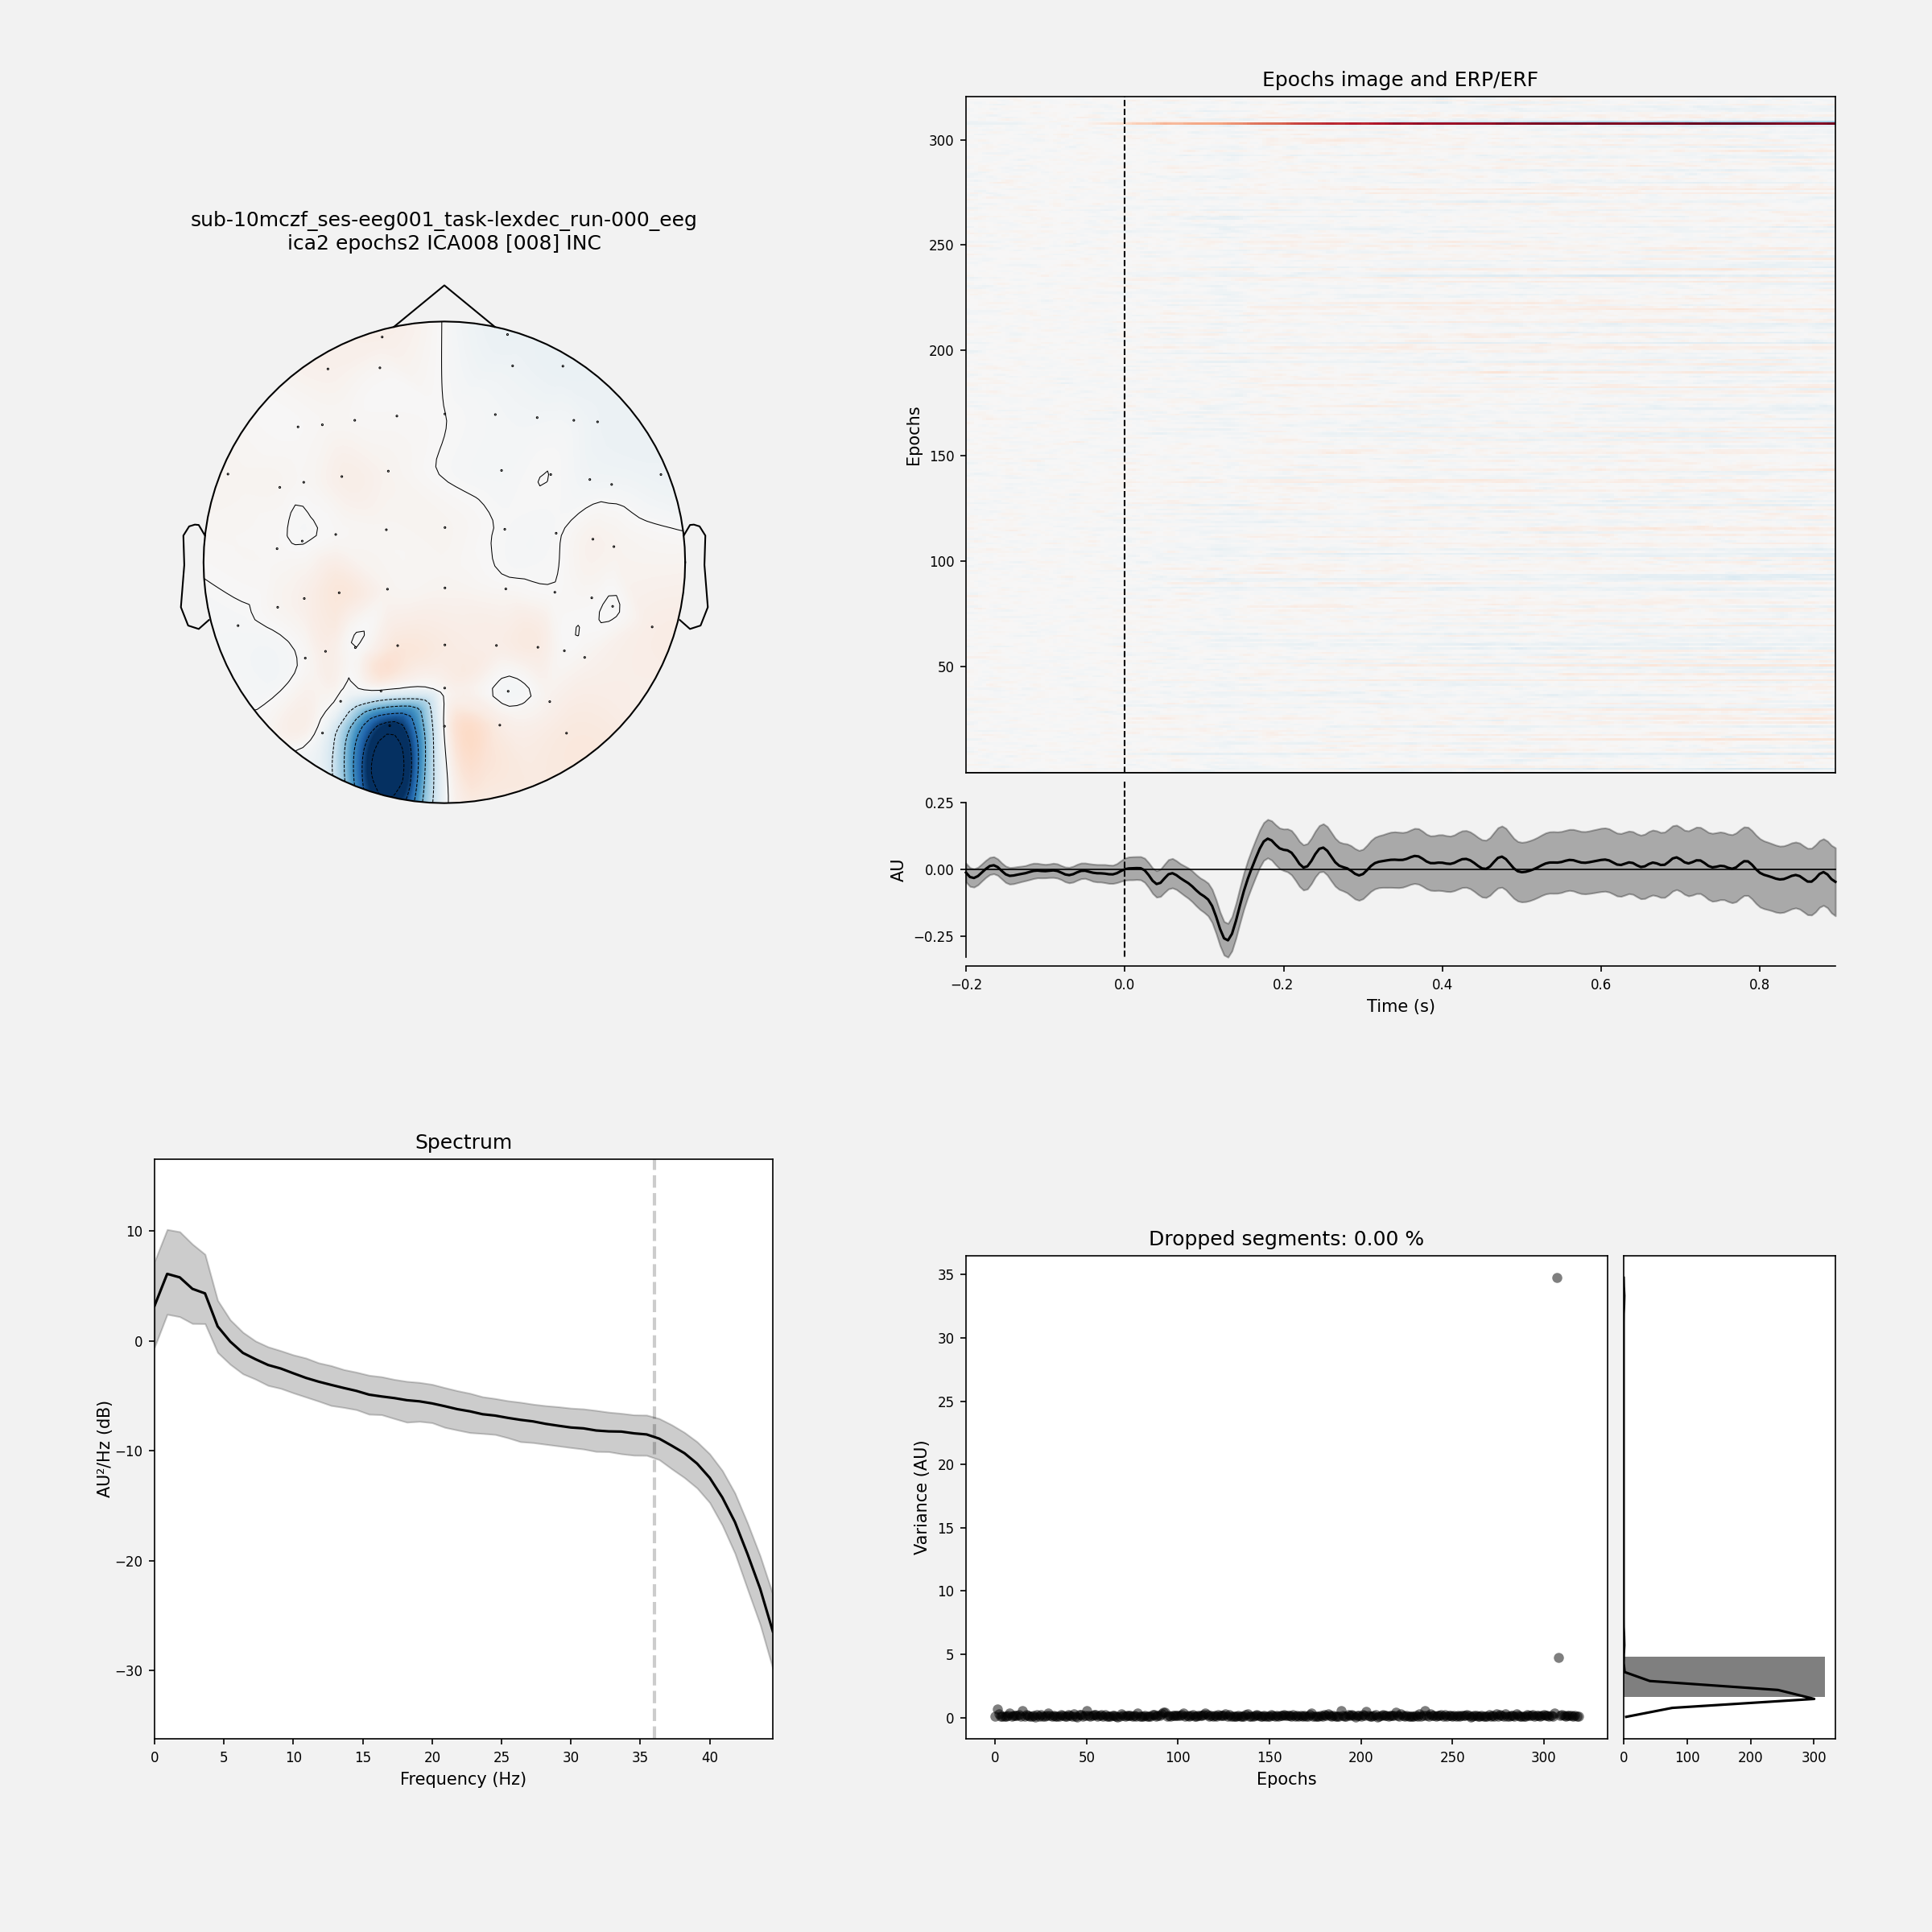 sub-10mczf_ses-eeg001_task-lexdec_run-000_eeg
ica2 epochs2 ICA008 [008] INC
Epochs image and ERP/ERF
Epochs
300
250
200
150
100
50
AU
0.25
0.00
−0.25
−0.2 0.0 0.2 0.4 0.6 0.8
Time (s)
Spectrum
AU²/Hz (dB)
10
0
−10
−20
−30
0 5 10 15 20 25 30 35 40
Frequency (Hz)
Dropped segments: 0.00 %
Variance (AU)
35
30
25
20
15
10
5
0
0 50 100 150 200 250 300
Epochs
0 100 200 300